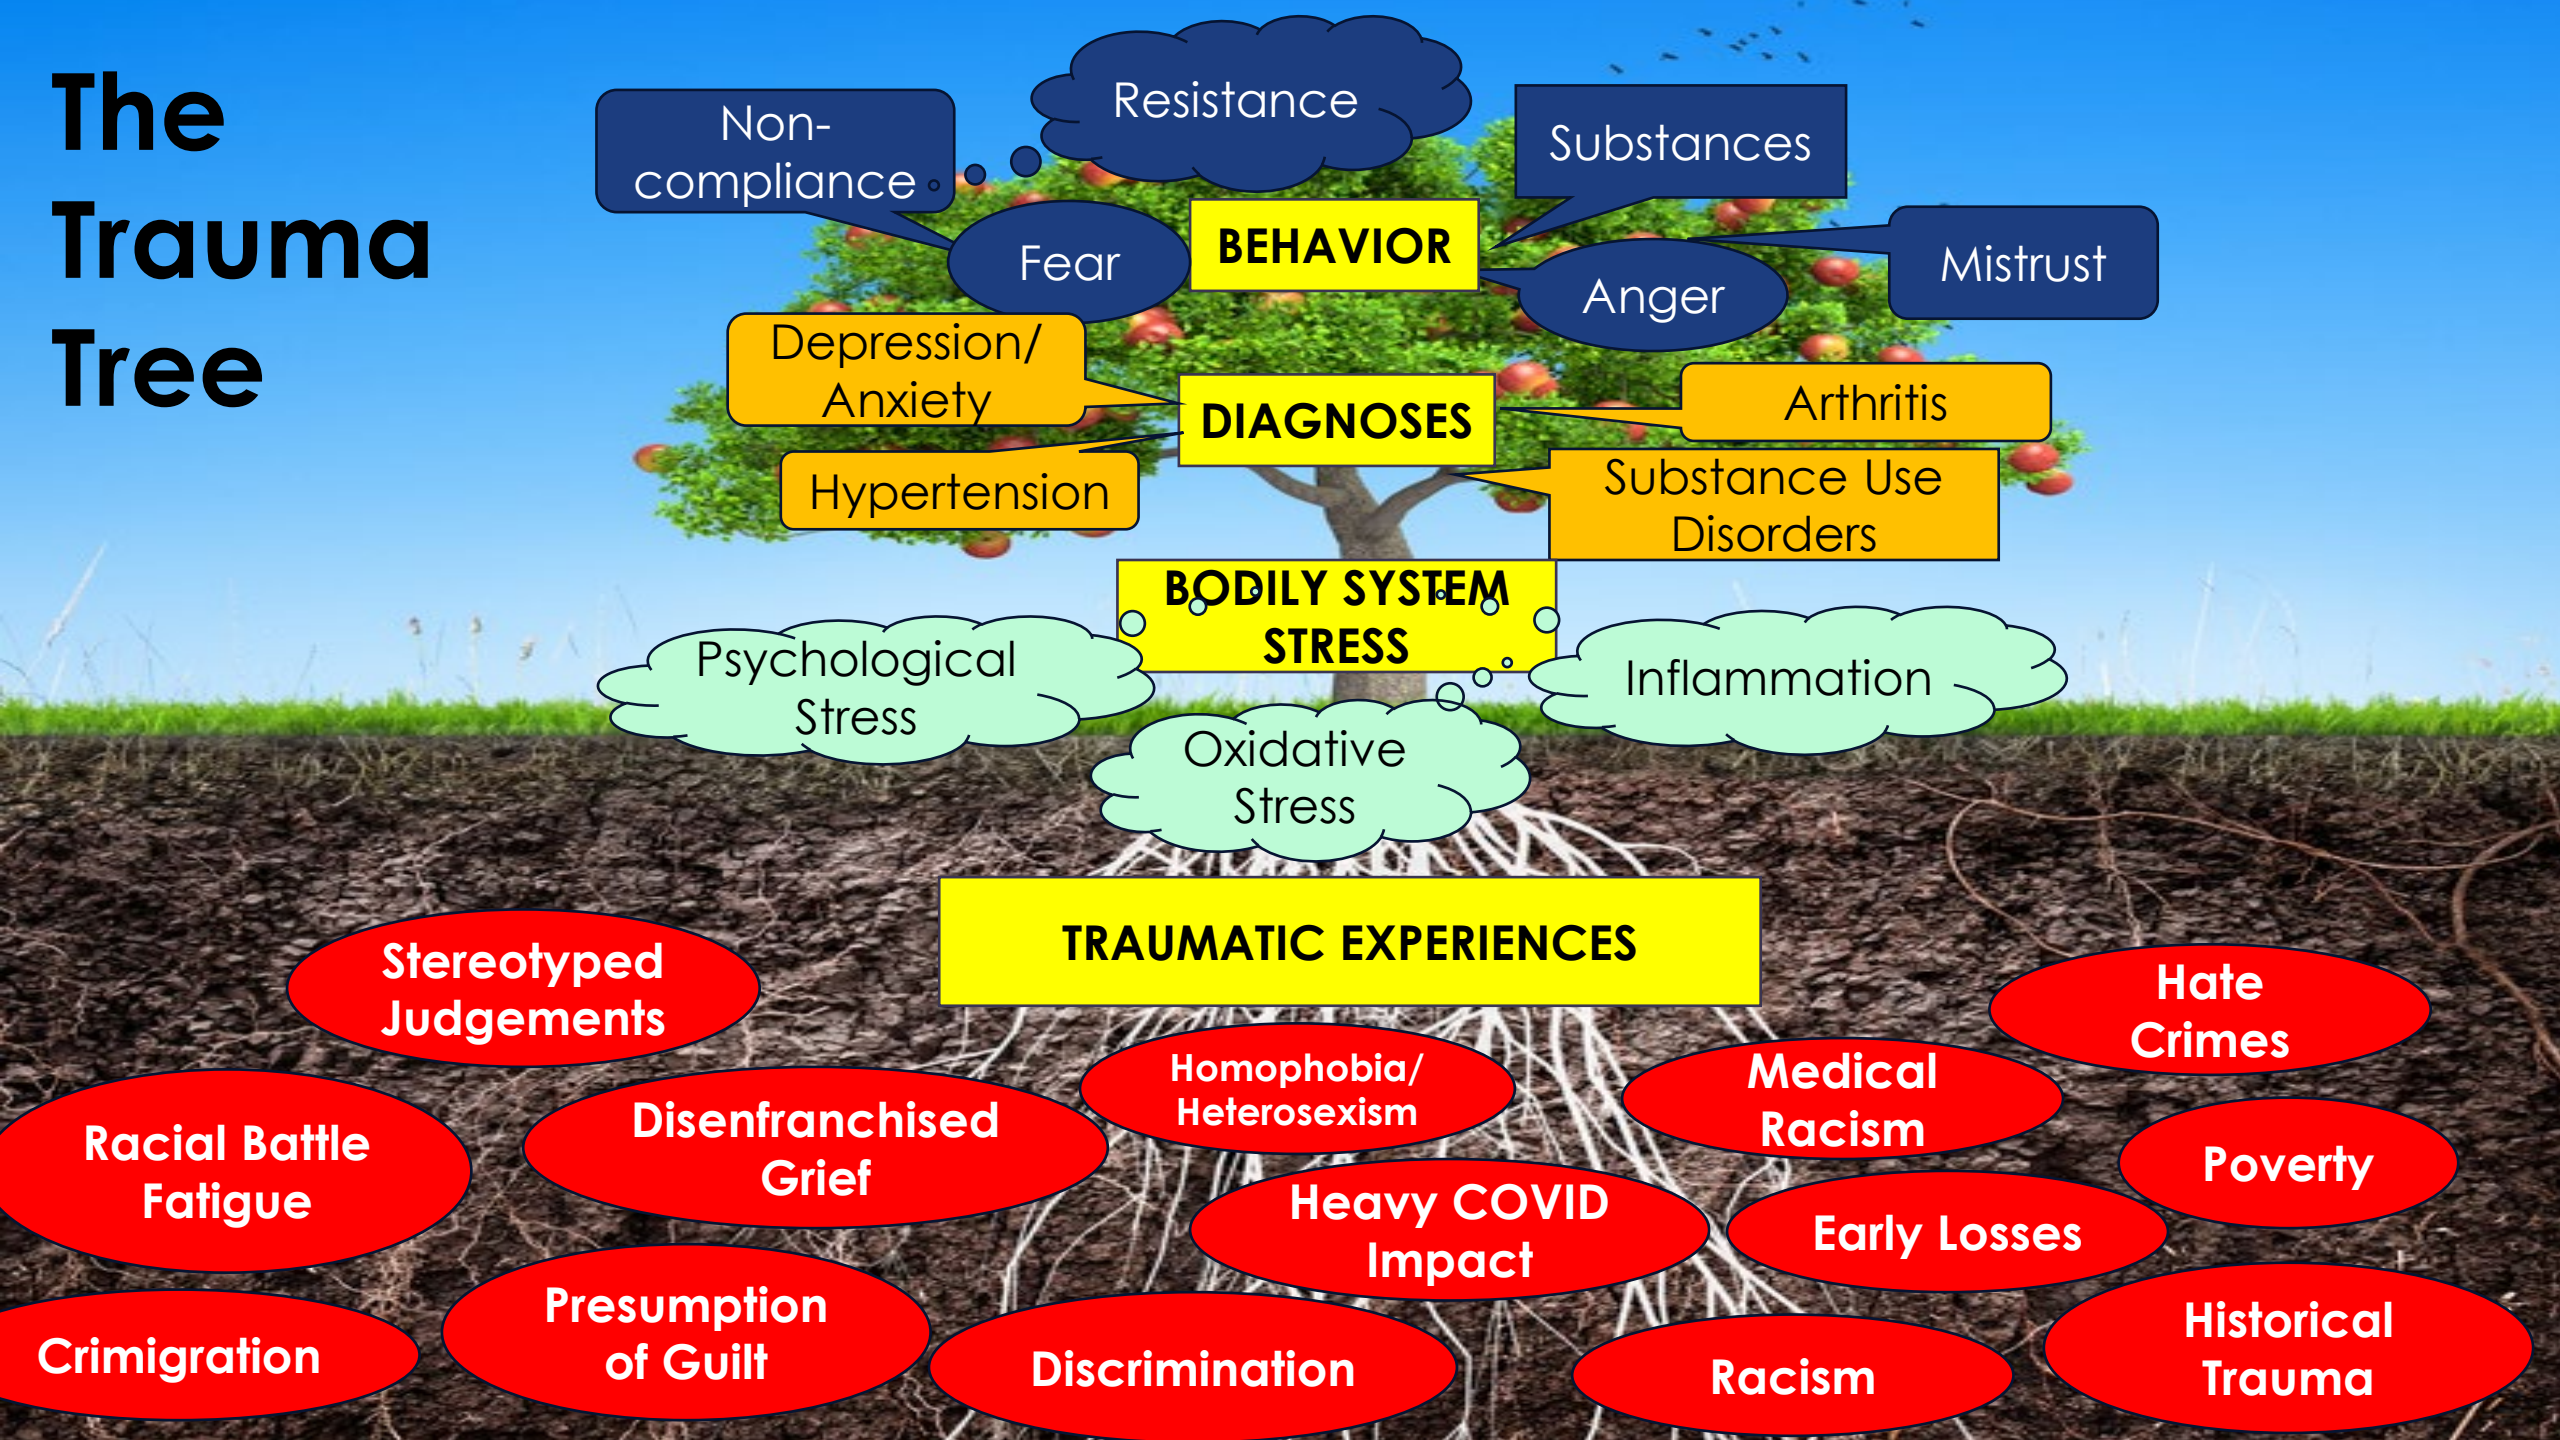 The
Trauma
Tree
Resistance
Non-
compliance
Substances
Fear
BEHAVIOR
Anger
Mistrust
Depression/
Anxiety
DIAGNOSES
Arthritis
Hypertension
Substance Use
Disorders
BODILY SYSTEM
STRESS
Psychological
Stress
Inflammation
Oxidative
Stress
TRAUMATIC EXPERIENCES
Stereotyped
Judgements
Hate
Crimes
Homophobia/
Heterosexism
Medical
Racism
Racial Battle
Fatigue
Disenfranchised
Grief
Poverty
Heavy COVID
Impact
Early Losses
Presumption
of Guilt
Crimigration
Discrimination
Racism
Historical
Trauma